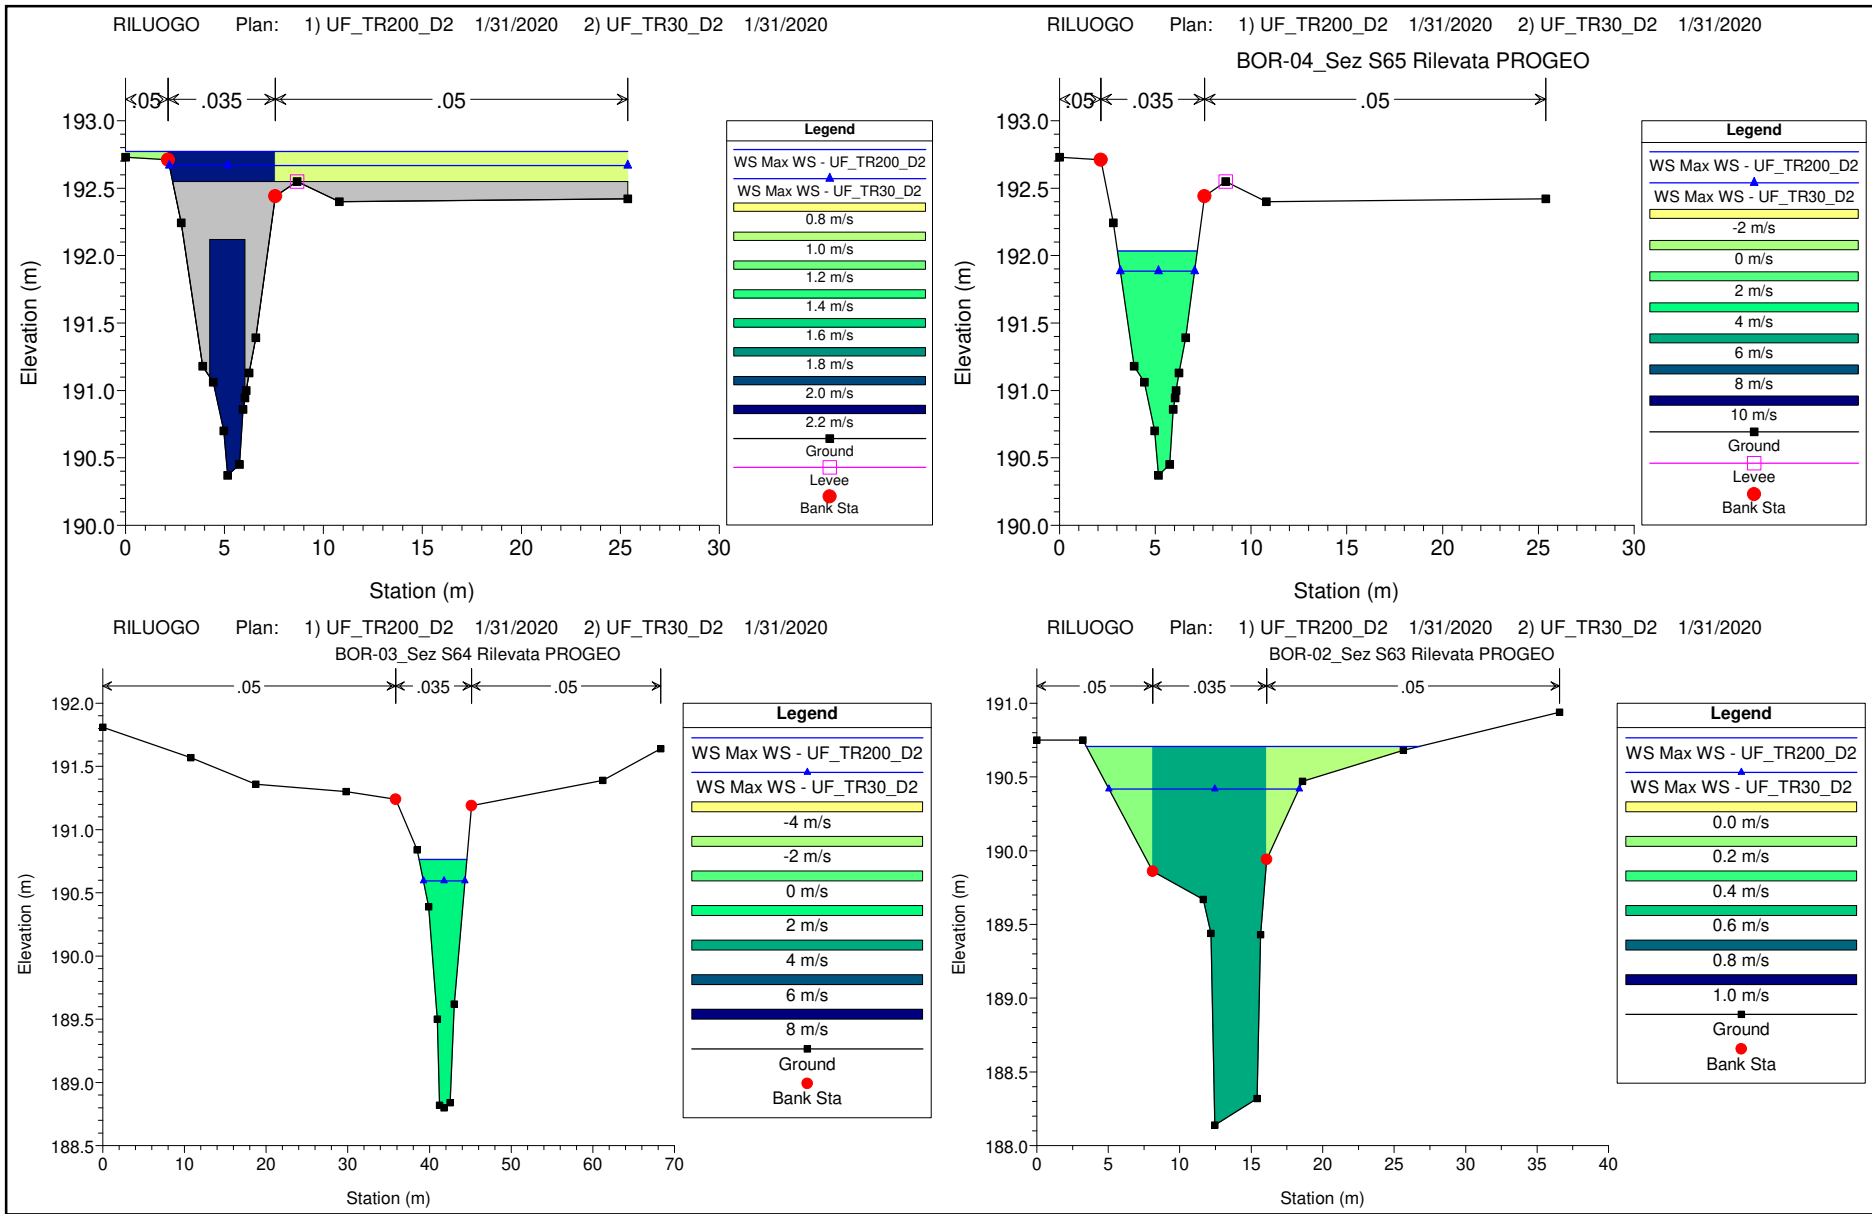 RILUOGO Plan: 1) UF_TR200_D2 1/31/2020 2) UF_TR30_D2 1/31/2020
.05 .035 .05
193.0
192.5
192.0
191.5
191.0
190.5
190.0
Elevation (m)
0 5 10 15 20 25 30
Station (m)
Legend
WS Max WS - UF_TR200_D2
WS Max WS - UF_TR30_D2
0.8 m/s
1.0 m/s
1.2 m/s
1.4 m/s
1.6 m/s
1.8 m/s
2.0 m/s
2.2 m/s
Ground
Levee
Bank Sta
RILUOGO Plan: 1) UF_TR200_D2 1/31/2020 2) UF_TR30_D2 1/31/2020
BOR-04_Sez S65 Rilevata PROGEO
.05 .035 .05
193.0
192.5
192.0
191.5
191.0
190.5
190.0
Elevation (m)
0 5 10 15 20 25 30
Station (m)
Legend
WS Max WS - UF_TR200_D2
WS Max WS - UF_TR30_D2
-2 m/s
0 m/s
2 m/s
4 m/s
6 m/s
8 m/s
10 m/s
Ground
Levee
Bank Sta
RILUOGO Plan: 1) UF_TR200_D2 1/31/2020 2) UF_TR30_D2 1/31/2020
BOR-03_Sez S64 Rilevata PROGEO
.05 .035 .05
192.0
191.5
191.0
190.5
190.0
189.5
189.0
188.5
Elevation (m)
0 10 20 30 40 50 60 70
Station (m)
Legend
WS Max WS - UF_TR200_D2
WS Max WS - UF_TR30_D2
-4 m/s
-2 m/s
0 m/s
2 m/s
4 m/s
6 m/s
8 m/s
Ground
Bank Sta
RILUOGO Plan: 1) UF_TR200_D2 1/31/2020 2) UF_TR30_D2 1/31/2020
BOR-02_Sez S63 Rilevata PROGEO
.05 .035 .05
191.0
190.5
190.0
189.5
189.0
188.5
188.0
Elevation (m)
0 5 10 15 20 25 30 35 40
Station (m)
Legend
WS Max WS - UF_TR200_D2
WS Max WS - UF_TR30_D2
0.0 m/s
0.2 m/s
0.4 m/s
0.6 m/s
0.8 m/s
1.0 m/s
Ground
Bank Sta